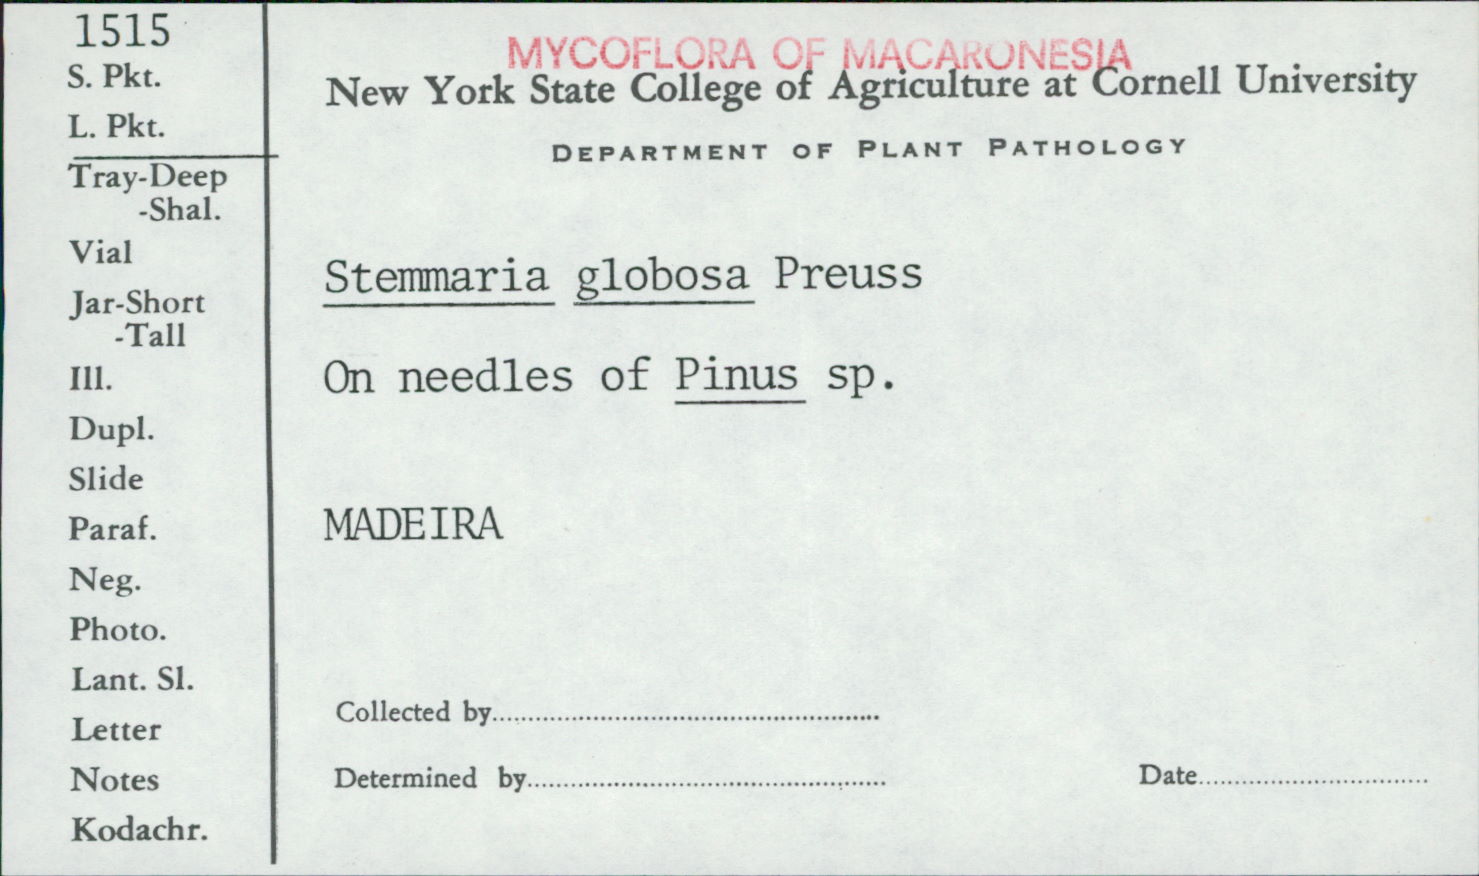 1515
S. Pkt.
L. Pkt.
Tray-Deep
-Shal.
Vial
Jar-Short
-Tall
Ill.
Dupl.
Slide
Paraf.
Neg.
Photo.
Lant. Sl.
Letter
Notes
Kodachr.
MYCOFLORA OF MACARONESIA
New York State College of Agriculture at Cornell University
DEPARTMENT OF PLANT PATHOLOGY
Stemmaria globosa Preuss
On needles of Pinus sp.
MADEIRA
Collected by
Determined by
Date